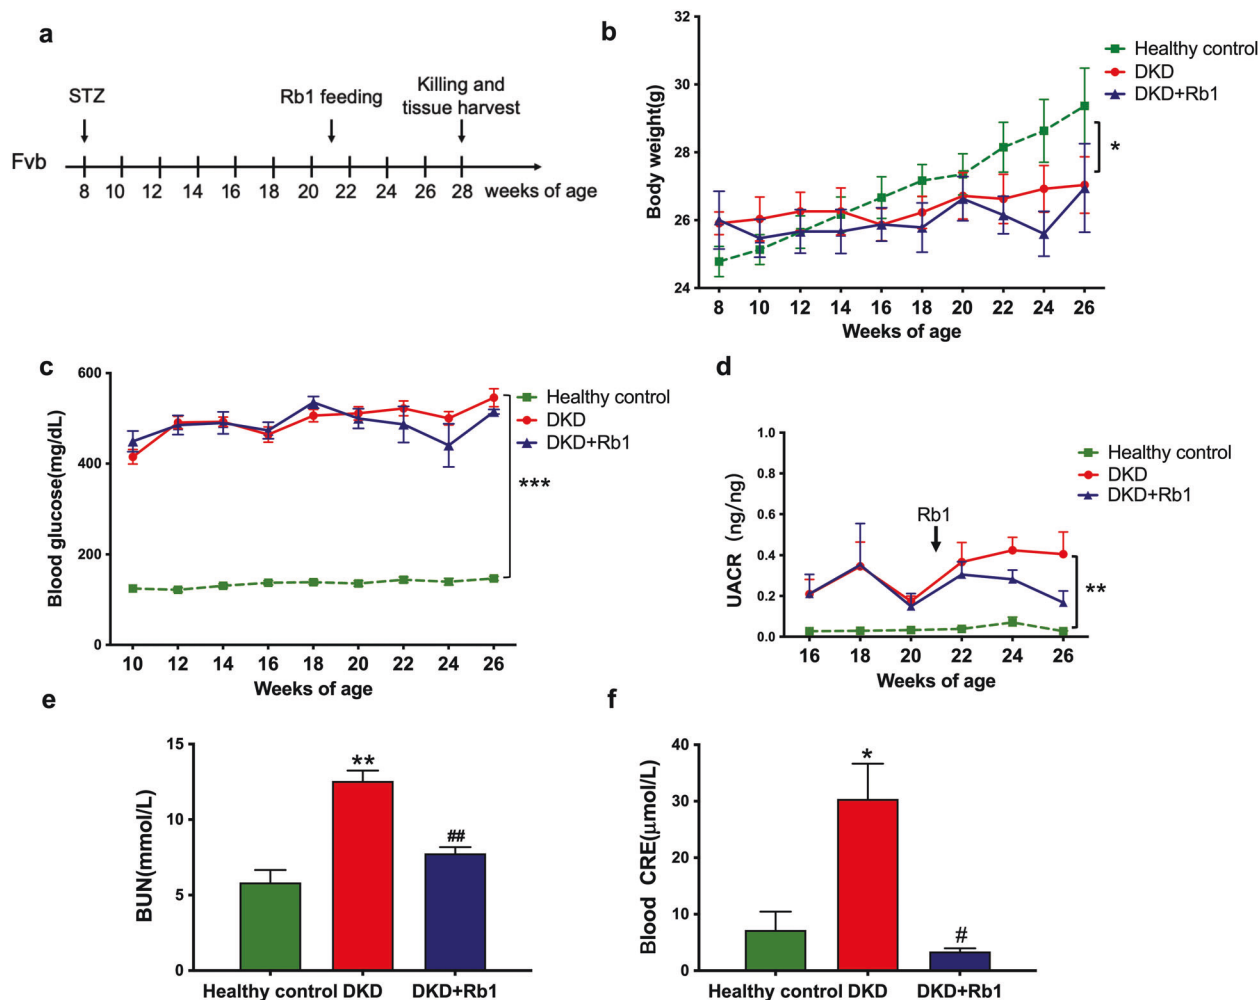 a
STZ
Rb1 feeding
Killing and
tissue harvest
Fvb
8 10 12 14 16 18 20 22 24 26 28 weeks of age
b
Body weight(g)
32
30
28
26
24
8 10 12 14 16 18 20 22 24 26
Weeks of age
Healthy control
DKD
DKD+Rb1
*
c
Blood glucose(mg/dL)
600
400
200
0
10 12 14 16 18 20 22 24 26
Weeks of age
Healthy control
DKD
DKD+Rb1
***
d
UACR (ng/ng)
1.0
0.8
0.6
0.4
0.2
0.0
16 18 20 22 24 26
Weeks of age
Rb1
Healthy control
DKD
DKD+Rb1
**
e
BUN(mmol/L)
15
10
5
0
**
##
Healthy control DKD DKD+Rb1
f
Blood CRE(μmol/L)
40
30
20
10
0
*
#
Healthy control DKD DKD+Rb1